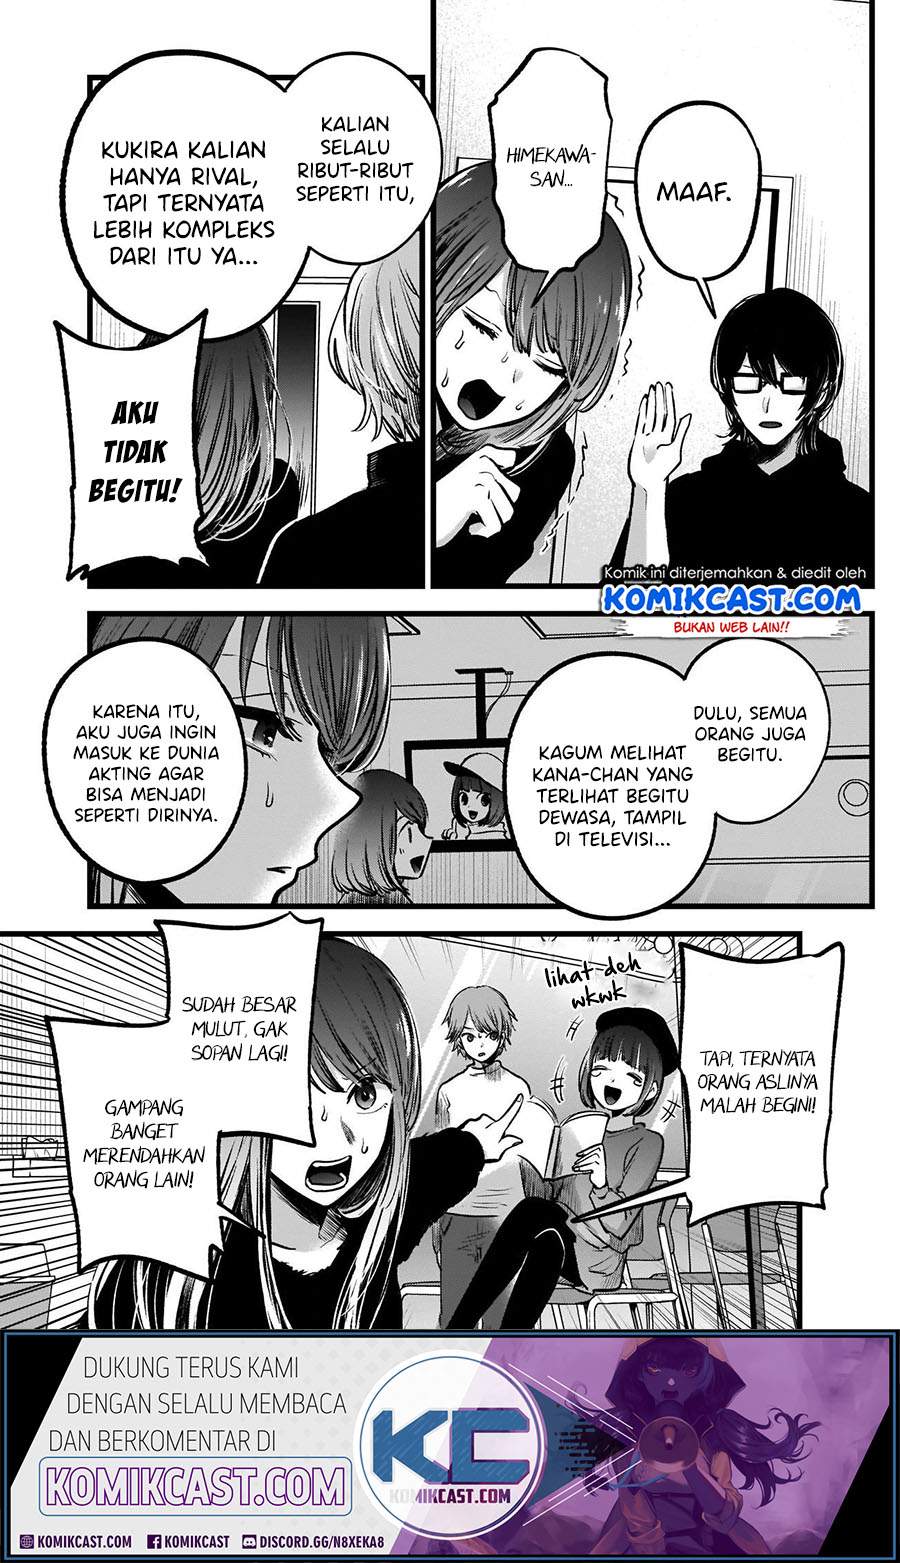 MAAF.
HIMEKAWA-
SAN...
KALIAN
SELALU
RIBUT-RIBUT
SEPERTI ITU,
KUKIRA KALIAN
HANYA RIVAL,
TAPI TERNYATA
LEBIH KOMPLEKS
DARI ITU YA...
AKU
TIDAK
BEGITU!
Komik ini diterjemahkan & diedit oleh
KOMIKCAST.COM
BUKAN WEB LAIN!!
DULU, SEMUA
ORANG JUGA
BEGITU.
KAGUM MELIHAT
KANA-CHAN YANG
TERLIHAT BEGITU
DEWASA, TAMPIL
DI TELEVISI...
KARENA ITU,
AKU JUGA INGIN
MASUK KE DUNIA
AKTING AGAR
BISA MENJADI
SEPERTI DIRINYA.
TAPI, TERNYATA
ORANG ASLINYA
MALAH BEGINI!
lihat deh
wkwk
SUDAH BESAR
MULUT, GAK
SOPAN LAGI!
GAMPANG
BANGET
MERENDAHKAN
ORANG LAIN!
DUKUNG TERUS KAMI
DENGAN SELALU MEMBACA
DAN BERKOMENTAR DI
KOMIKCAST.COM
KC
KOMIKCAST.COM
KOMIKCAST.COM KOMIKCAST DISCORD.GG/N8XEKA8